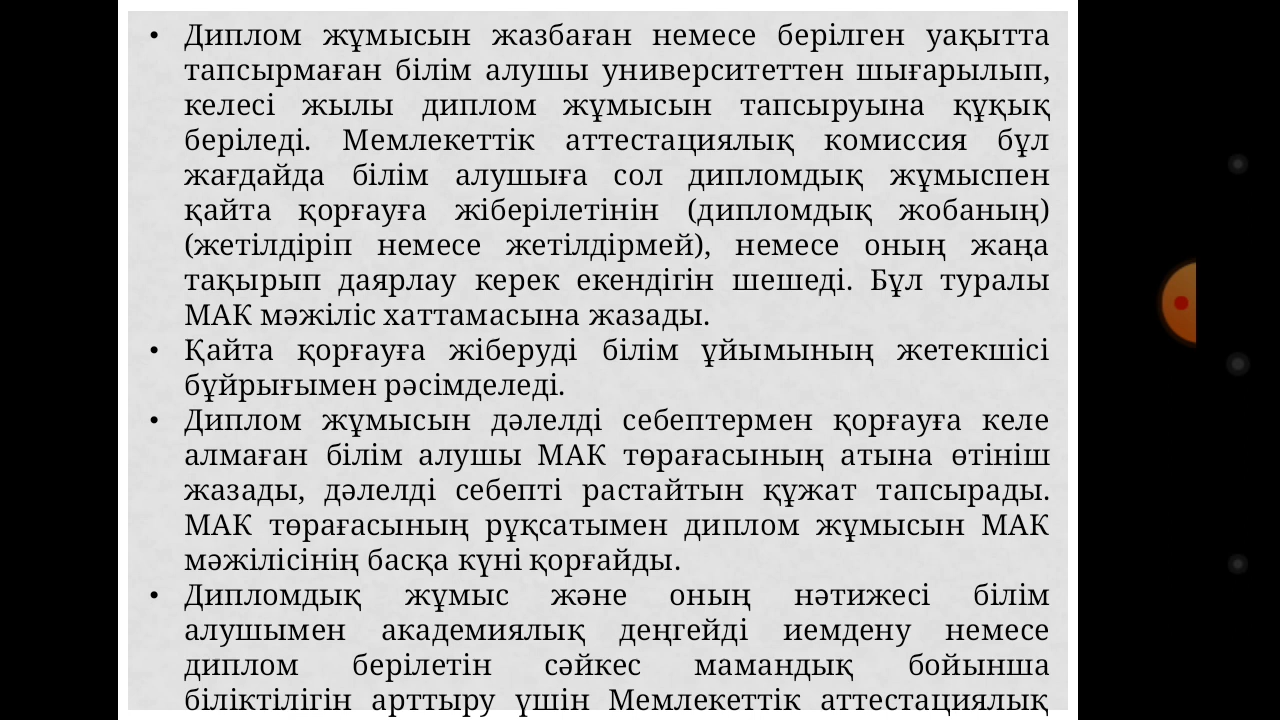 • Диплом жұмысын жазбаған немесе берілген уақытта
тапсырмаған білім алушы университеттен шығарылып,
келесі жылы диплом жұмысын тапсыруына құқық
беріледі. Мемлекеттік аттестациялық комиссия бұл
жағдайда білім алушыға сол дипломдық жұмыспен
қайта қорғауға жіберілетінін (дипломдық жобаның)
(жетілдіріп немесе жетілдірмей), немесе оның жаңа
тақырып даярлау керек екендігін шешеді. Бұл туралы
МАК мәжіліс хаттамасына жазады.
• Қайта қорғауға жіберуді білім ұйымының жетекшісі
бұйрығымен рәсімделеді.
• Диплом жұмысын дәлелді себептермен қорғауға келе
алмаған білім алушы МАК төрағасының атына өтініш
жазады, дәлелді себепті растайтын құжат тапсырады.
МАК төрағасының рұқсатымен диплом жұмысын МАК
мәжілісінің басқа күні қорғайды.
• Дипломдық жұмыс және оның нәтижесі білім
алушымен академиялық деңгейді иемдену немесе
диплом берілетін сәйкес мамандық бойынша
біліктілігін арттыру үшін Мемлекеттік аттестациялық